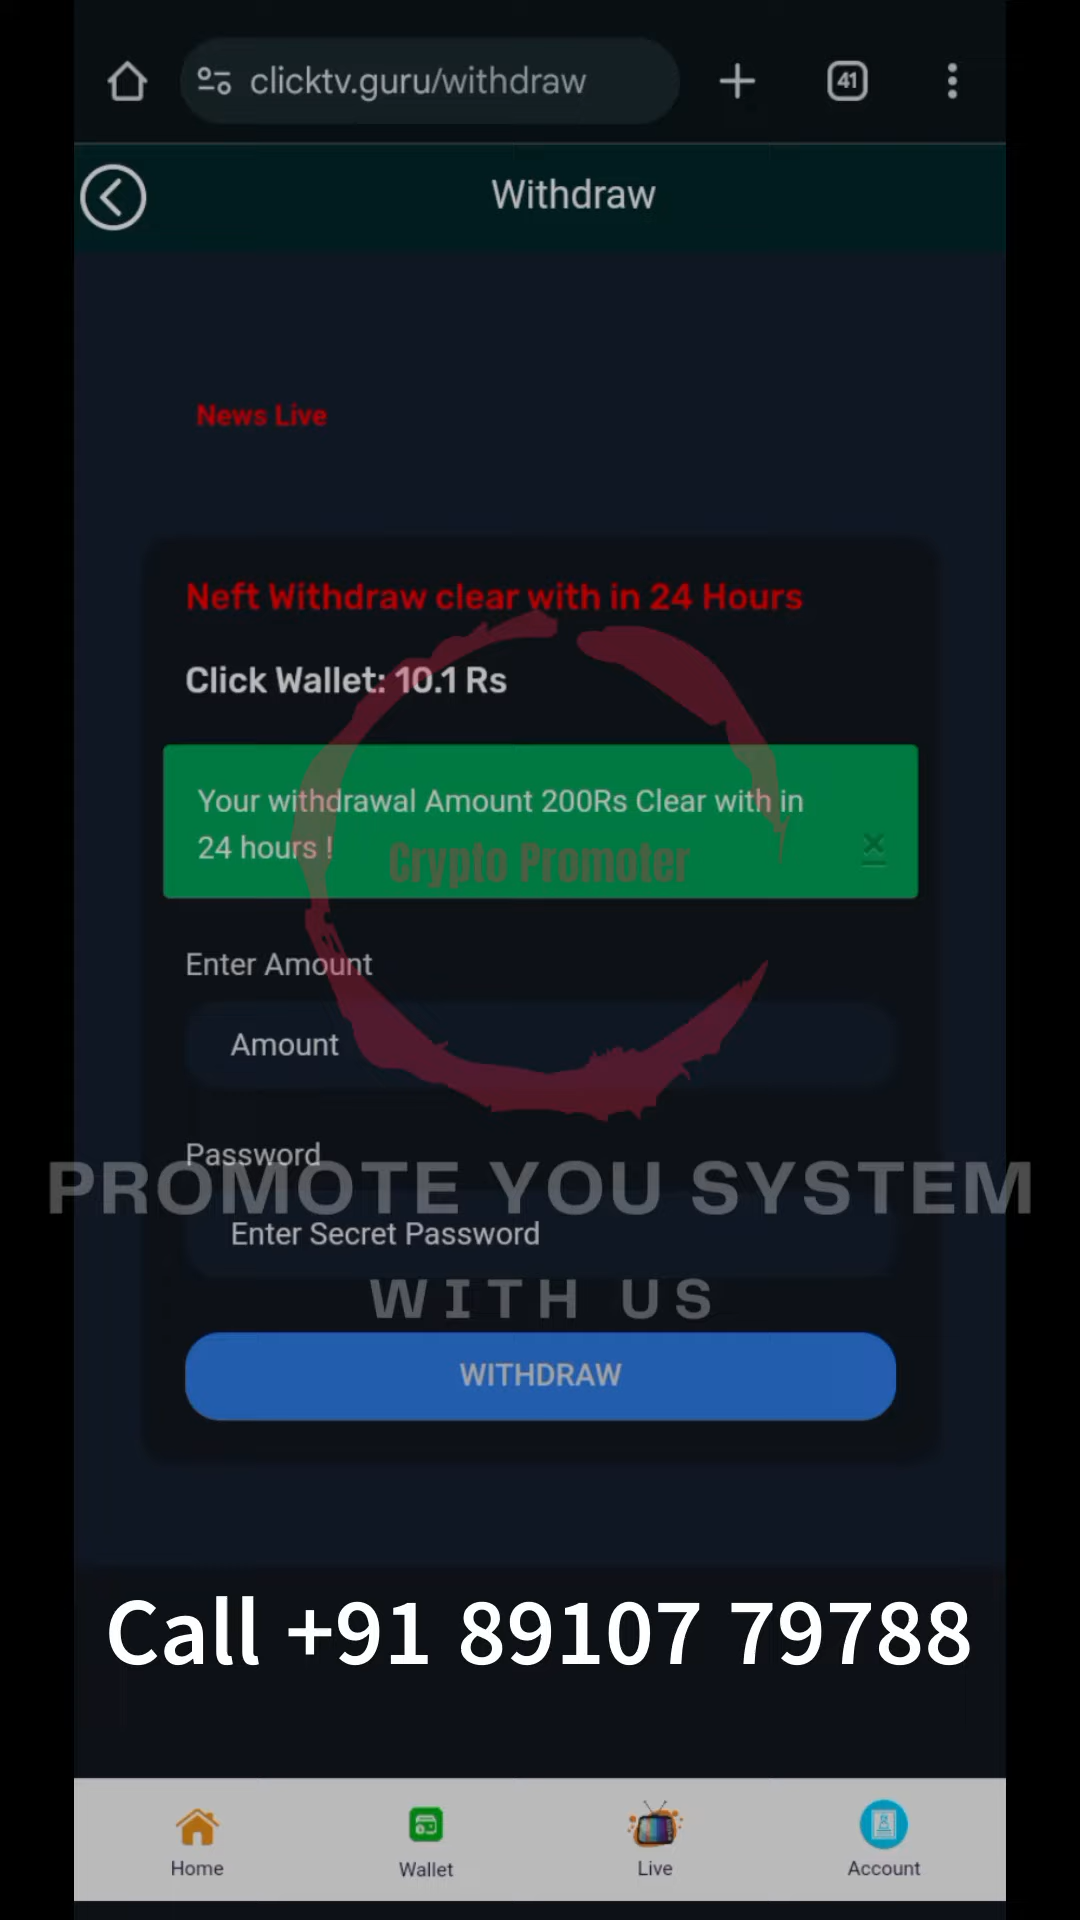 clicktv.guru/withdraw
41
Withdraw
News Live
Neft Withdraw clear with in 24 Hours
Click Wallet: 10.1 Rs
Your withdrawal Amount 200Rs Clear with in
24 hours !
Crypto Promoter
Enter Amount
Amount
Password
PROMOTE YOU SYSTEM
Enter Secret Password
WITH US
WITHDRAW
Call +91 89107 79788
Home
Wallet
Live
Account